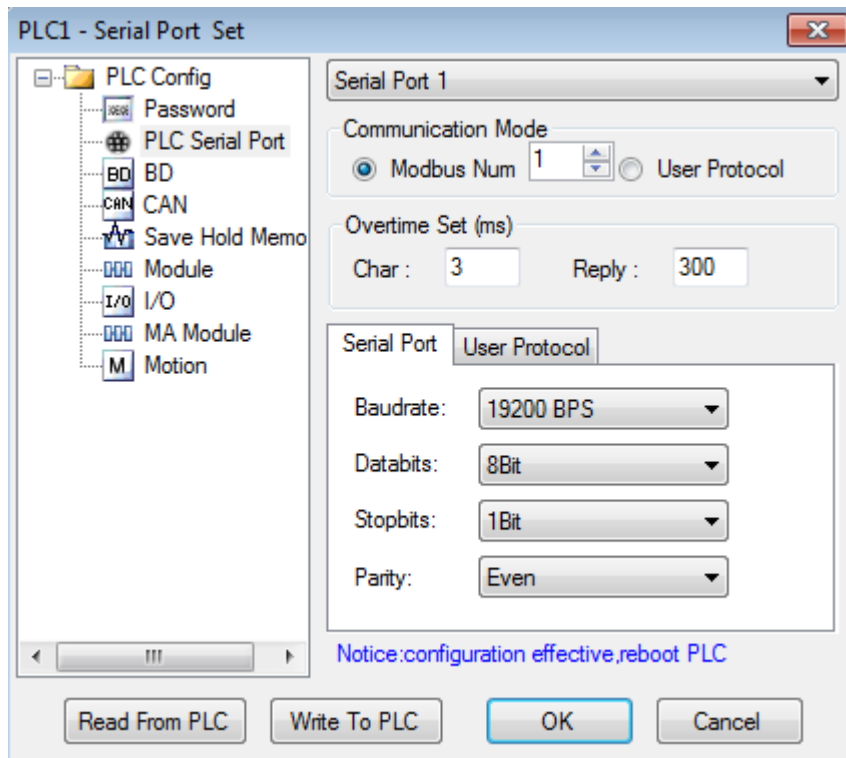 PLC1 - Serial Port Set
PLC Config
Password
PLC Serial Port
BD BD
CAN CAN
Save Hold Memo
Module
I/O I/O
MA Module
M Motion
Serial Port 1
Communication Mode
Modbus Num 1 User Protocol
Overtime Set (ms)
Char : 3 Reply : 300
Serial Port User Protocol
Baudrate: 19200 BPS
Databits: 8Bit
Stopbits: 1Bit
Parity: Even
Notice:configuration effective,reboot PLC
Read From PLC Write To PLC OK Cancel